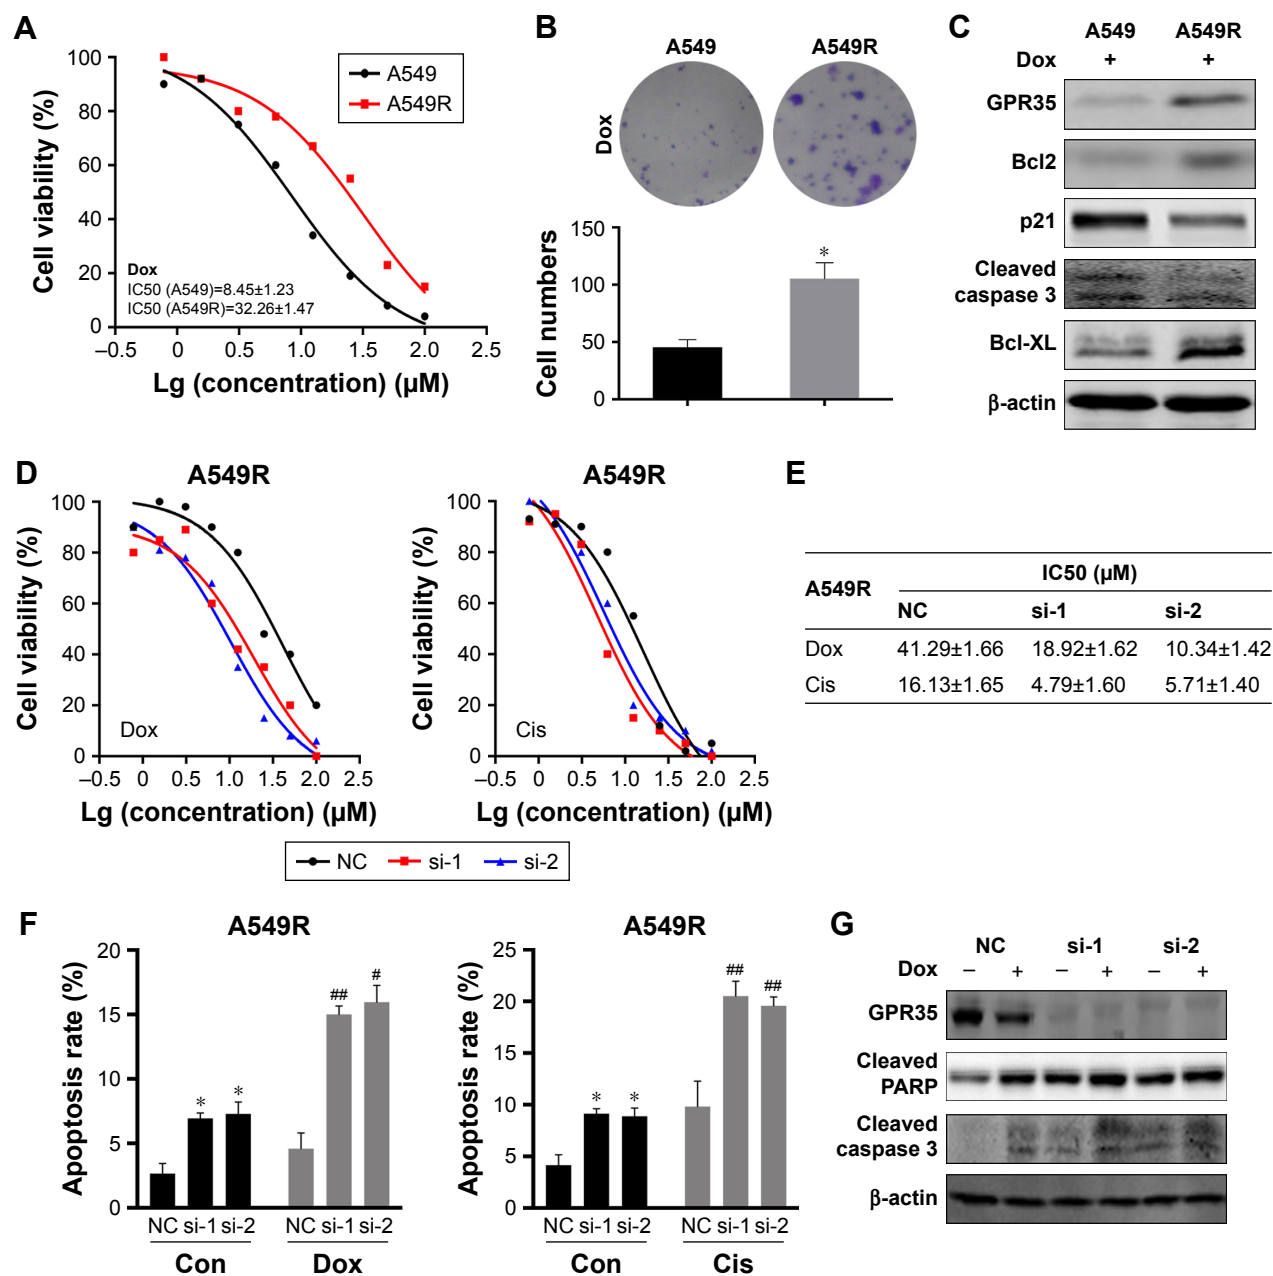 A
100
80
60
40
20
0
Cell viability (%)
A549
A549R
Dox
IC50 (A549)=8.45±1.23
IC50 (A549R)=32.26±1.47
–0.5 0 0.5 1.0 1.5 2.0 2.5
Lg (concentration) (µM)
B
A549 A549R
Dox
150
100
50
0
Cell numbers
*
C
A549 A549R
Dox + +
GPR35
Bcl2
p21
Cleaved
caspase 3
Bcl-XL
β-actin
D
A549R
100
80
60
40
20
0
Cell viability (%)
Dox
–0.5 0 0.5 1.0 1.5 2.0 2.5
Lg (concentration) (µM)
A549R
100
80
60
40
20
0
Cell viability (%)
Cis
–0.5 0 0.5 1.0 1.5 2.0 2.5
Lg (concentration) (µM)
NC si-1 si-2
E
A549R IC50 (µM)
NC si-1 si-2
Dox 41.29±1.66 18.92±1.62 10.34±1.42
Cis 16.13±1.65 4.79±1.60 5.71±1.40
F
A549R
20
15
10
5
0
Apoptosis rate (%)
* * ## #
NC si-1 si-2 NC si-1 si-2
Con Dox
A549R
25
20
15
10
5
0
Apoptosis rate (%)
* * ## ##
NC si-1 si-2 NC si-1 si-2
Con Cis
G
NC si-1 si-2
Dox – + – + – +
GPR35
Cleaved
PARP
Cleaved
caspase 3
β-actin